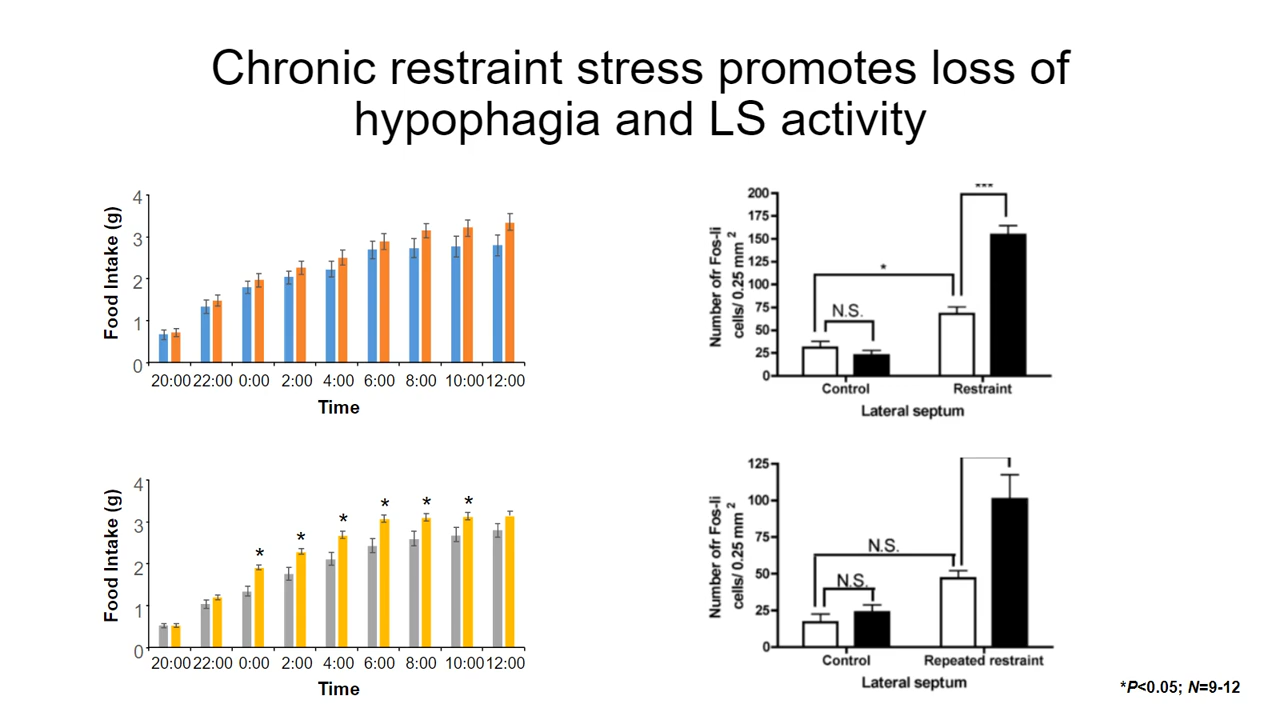 Chronic restraint stress promotes loss of
hypophagia and LS activity
Food Intake (g)
4
3
2
1
0
20:00 22:00 0:00 2:00 4:00 6:00 8:00 10:00 12:00
Time
Number ofr Fos-li
cells/ 0.25 mm 2
200
175
150
125
100
75
50
25
0
***
*
N.S.
Control Restraint
Lateral septum
Food Intake (g)
4
3
2
1
0
* * * * * *
20:00 22:00 0:00 2:00 4:00 6:00 8:00 10:00 12:00
Time
Number ofr Fos-li
cells/ 0.25 mm 2
125
100
75
50
25
0
N.S.
N.S.
Control Repeated restraint
Lateral septum
*P<0.05; N=9-12